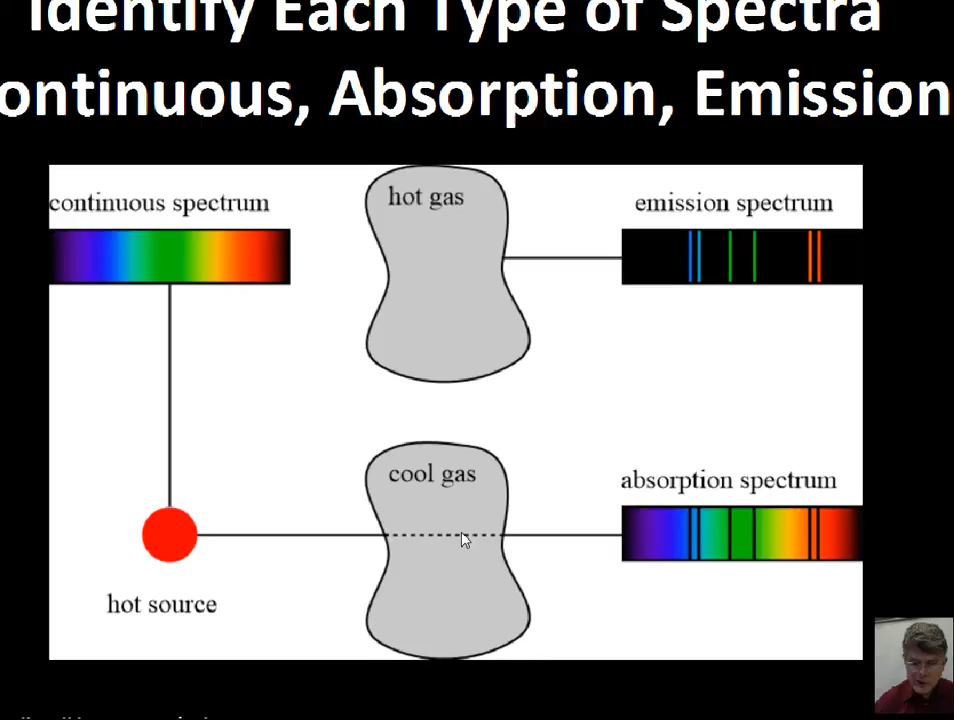 Identify Each Type of Spectra
ontinuous, Absorption, Emission
continuous spectrum
hot gas
emission spectrum
cool gas
absorption spectrum
hot source